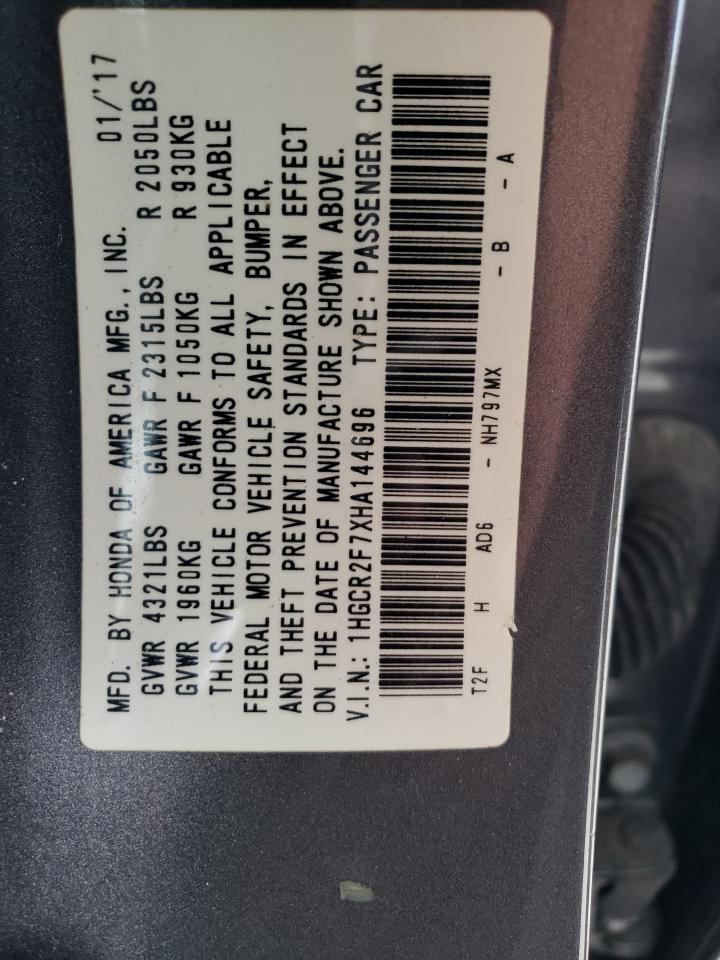 MFD. BY HONDA OF AMERICA MFG., INC. 01/'17
GVWR 4321LBS GAWR F 2315LBS R 2050LBS
GVWR 1960KG GAWR F 1050KG R 930KG
THIS VEHICLE CONFORMS TO ALL APPLICABLE
FEDERAL MOTOR VEHICLE SAFETY, BUMPER,
AND THEFT PREVENTION STANDARDS IN EFFECT
ON THE DATE OF MANUFACTURE SHOWN ABOVE.
V.I.N.: 1HGCR2F7XHA144696 TYPE: PASSENGER CAR
T2F H AD6 - NH797MX - B - A